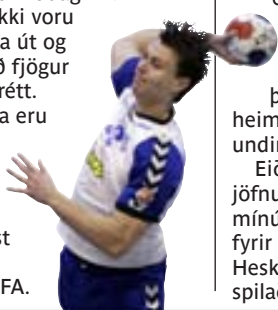 kki voru
a út og
ð fjögur
rétt.
a eru
st
FA.
þ
heim
undir
Eið
jöfnu
mínú
fyrir
Hesk
spilað